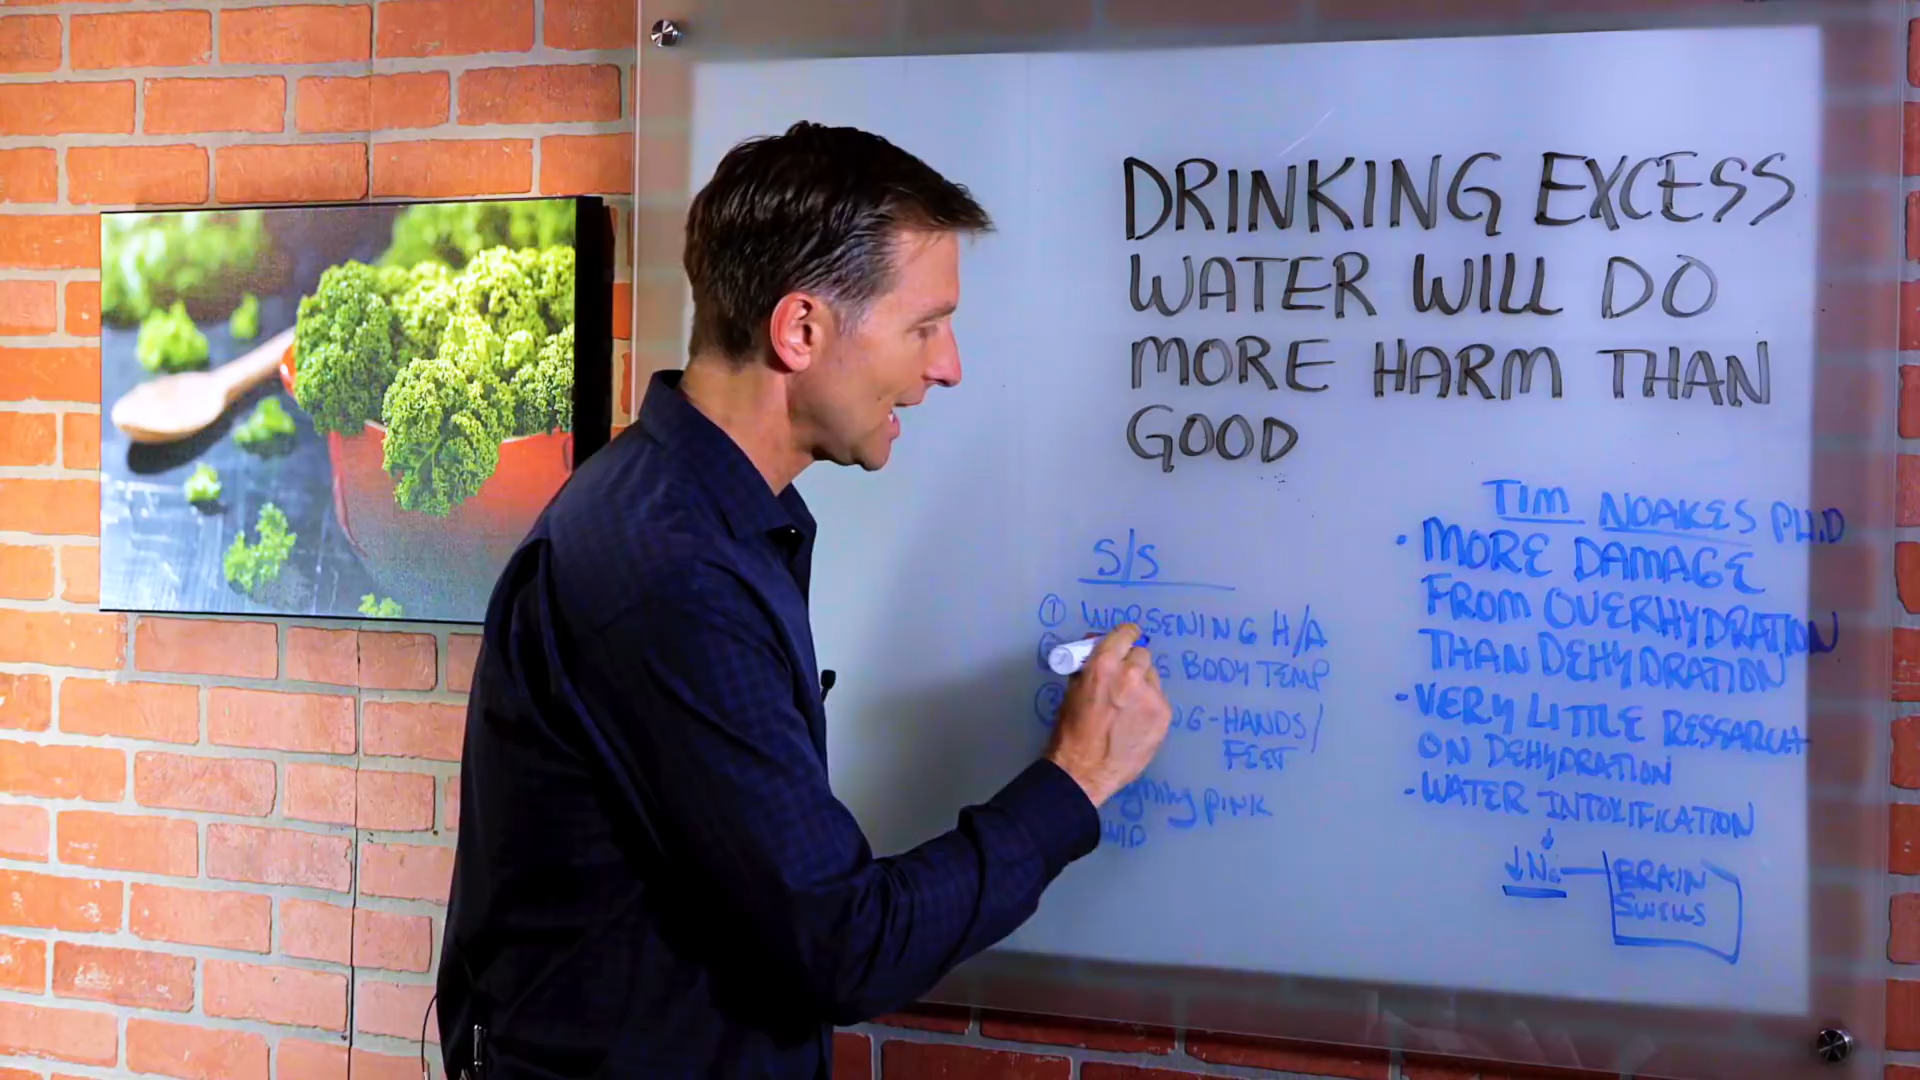 DRINKING EXCESS
WATER WILL DO
MORE HARM THAN
GOOD
S/S
① WORSENING H/A
BODY TEMP
-HANDS/
FEET
PINK
TIM NOAKES PH.D
• MORE DAMAGE
FROM OVERHYDRATION
THAN DEHYDRATION
• VERY LITTLE RESEARCH
ON DEHYDRATION
• WATER INTOXIFICATION
↓
↓Na — BRAIN
SWELLS